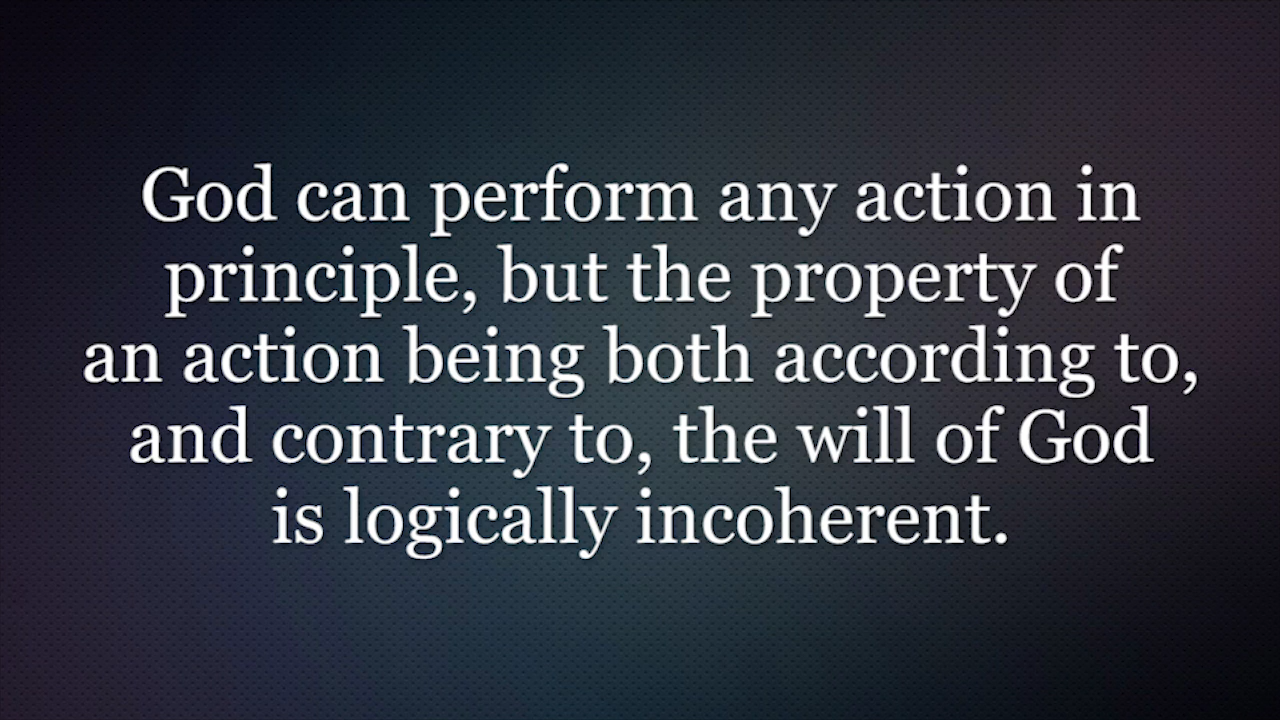 God can perform any action in
principle, but the property of
an action being both according to,
and contrary to, the will of God
is logically incoherent.